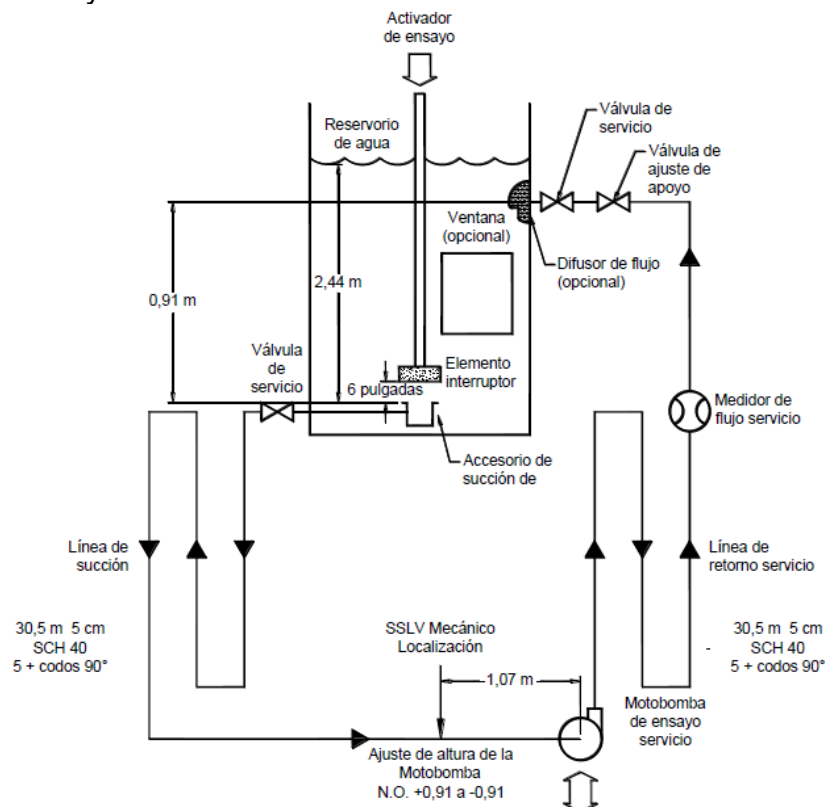 Activador
de ensayo
Reservorio
de agua
Válvula de
servicio
Válvula de
ajuste de
apoyo
Ventana
(opcional)
Difusor de flujo
(opcional)
0,91 m
2,44 m
Válvula
de
servicio
Elemento
interruptor
6 pulgadas
Medidor de
flujo servicio
Accesorio de
succión de
Línea de
succión
Línea de
retorno servicio
30,5 m 5 cm
SCH 40
5 + codos 90°
SSLV Mecánico
Localización
- 30,5 m 5 cm
SCH 40
5 + codos 90°
1,07 m
Motobomba
de ensayo
servicio
Ajuste de altura de la
Motobomba
N.O. +0,91 a -0,91